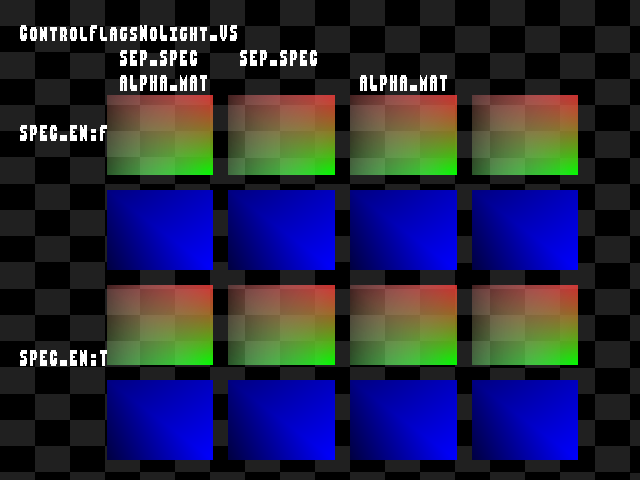 ControlFlagsNoLight_VS
SEP_SPEC SEP_SPEC
ALPHA_MAT ALPHA_MAT
SPEC_EN:F
SPEC_EN:T